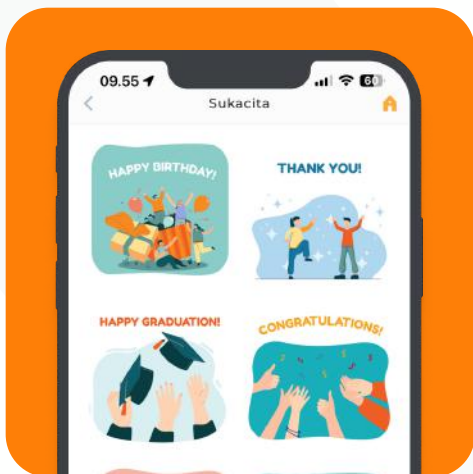 09.55
60
Sukacita
HAPPY BIRTHDAY!
THANK YOU!
HAPPY GRADUATION!
CONGRATULATIONS!